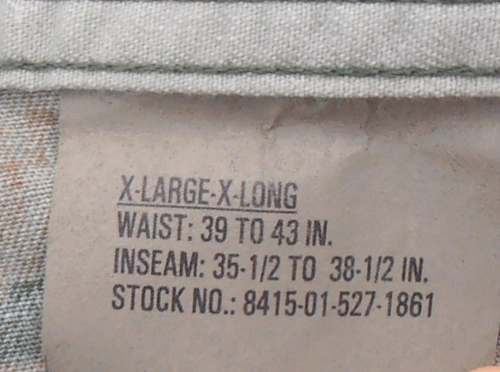 X-LARGE-X-LONG
WAIST: 39 TO 43 IN.
INSEAM: 35-1/2 TO 38-1/2 IN.
STOCK NO.: 8415-01-527-1861